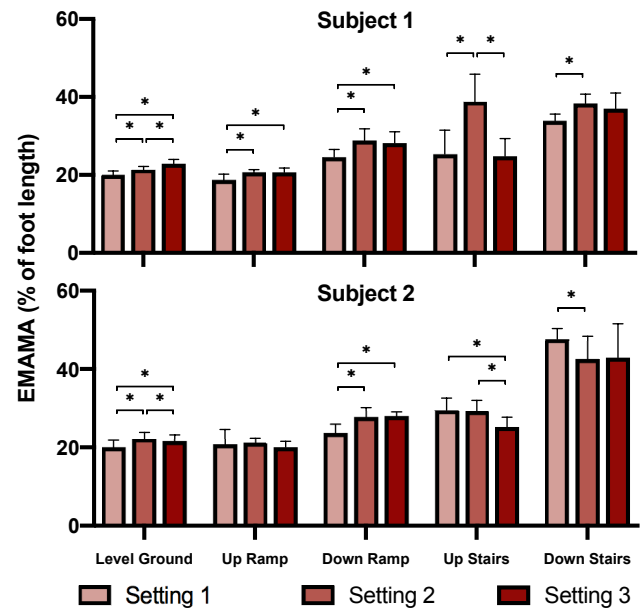 Subject 1
60
40
20
0
* * * * * * * * * *
EMAMA (% of foot length)
Subject 2
60
40
20
0
* * * * * * * *
Level Ground Up Ramp Down Ramp Up Stairs Down Stairs
Setting 1 Setting 2 Setting 3